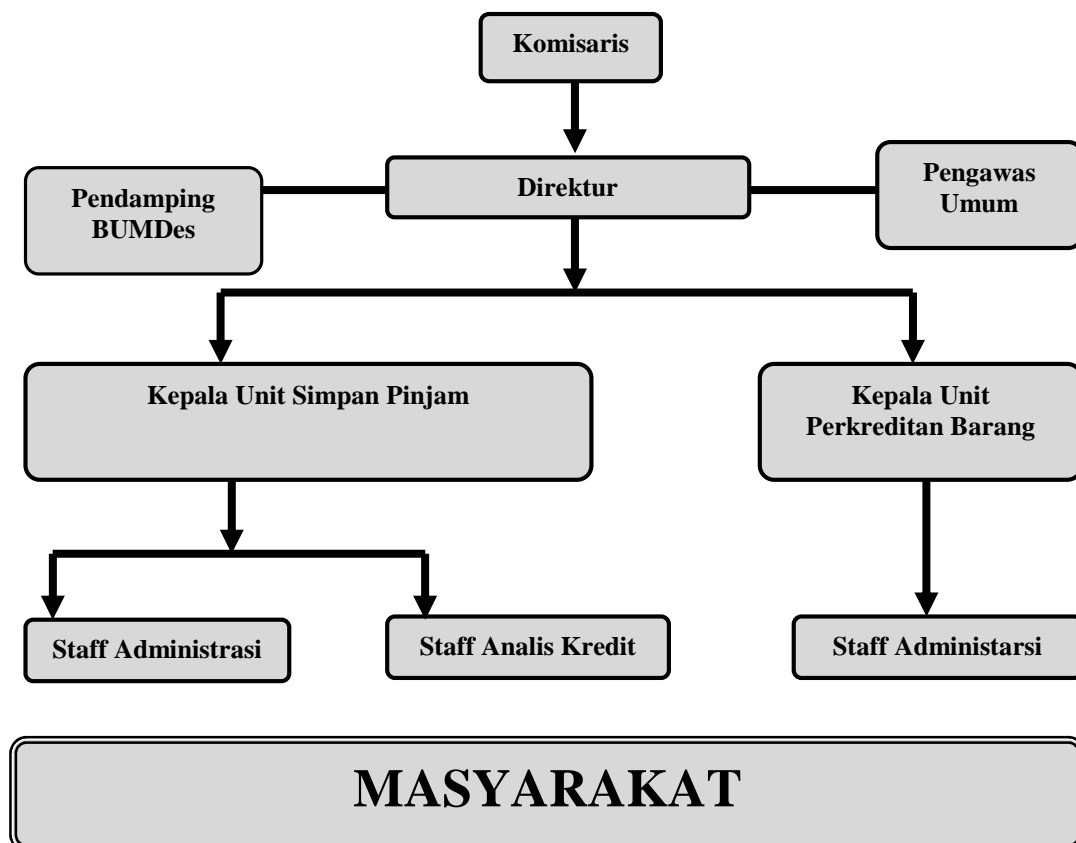 Komisaris
Pendamping
BUMDes
Direktur
Pengawas
Umum
Kepala Unit Simpan Pinjam
Kepala Unit
Perkreditan Barang
Staff Administrasi
Staff Analis Kredit
Staff Administarsi
MASYARAKAT